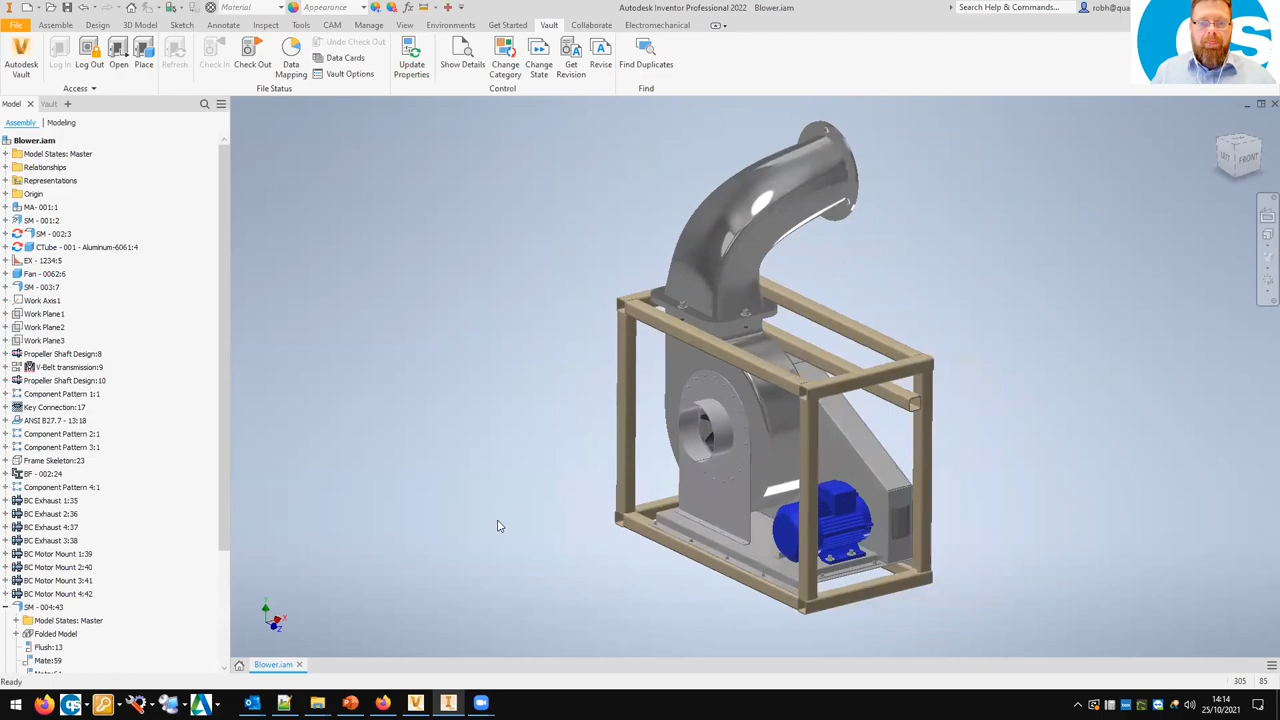 Material
Appearance
Autodesk Inventor Professional 2022 Blower.iam
Search Help & Commands...
robh@qua
File Assembly Design 3D Model Sketch Annotate Inspect Tools CAM Manage View Environments Get Started Vault Collaborate Electromechanical
Autodesk Vault
Log In
Log Out
Open
Place
Refresh
Check In
Check Out
Data Mapping
Undo Check Out
Data Cards
Vault Options
Update Properties
Show Details
Change Category
Change State
Get Revision
Revise
Find Duplicates
Access File Status Control Find
Model Vault
Assembly Modeling
Blower.iam
Model States: Master
Relationships
Representations
Origin
MA- 001:1
SM - 001:2
SM - 002:3
CTube - 001 - Aluminum-6061:4
EX - 1234:5
Fan - 0062:6
SM - 003:7
Work Axis1
Work Plane1
Work Plane2
Work Plane3
Propeller Shaft Design:8
V-Belt transmission:9
Propeller Shaft Design:10
Component Pattern 1:1
Key Connection:17
ANSI B27.7 - 13:18
Component Pattern 2:1
Component Pattern 3:1
Frame Skeleton:23
BF - 002:24
Component Pattern 4:1
BC Exhaust 1:35
BC Exhaust 2:36
BC Exhaust 4:37
BC Exhaust 3:38
BC Motor Mount 1:39
BC Motor Mount 2:40
BC Motor Mount 3:41
BC Motor Mount 4:42
SM - 004:43
Model States: Master
Folded Model
Flush:13
Mate:59
LEFT FRONT
Y
X
Z
Blower.iam
Ready
305 85
14:14
25/10/2021